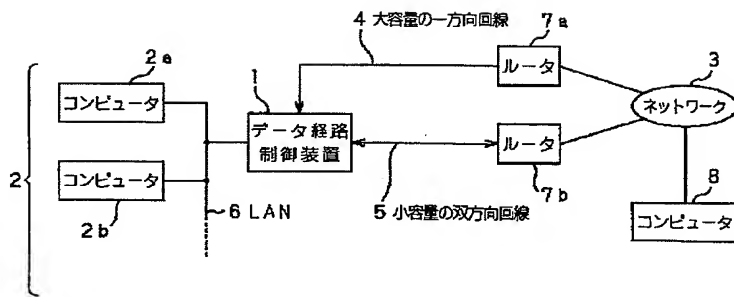 4 大容量の一方向回線
7a
ルータ
3
ネットワーク
2a
コンピュータ
1
データ経路
制御装置
2
コンピュータ
2b
6 LAN
ルータ
7b
5 小容量の双方向回線
8
コンピュータ